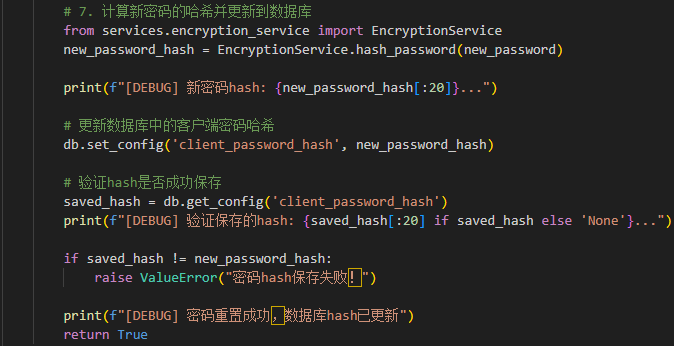 # 7. 计算新密码的哈希并更新到数据库
from services.encryption_service import EncryptionService
new_password_hash = EncryptionService.hash_password(new_password)
print(f"[DEBUG] 新密码hash: {new_password_hash[:20]}...")
# 更新数据库中的客户端密码哈希
db.set_config('client_password_hash', new_password_hash)
# 验证hash是否成功保存
saved_hash = db.get_config('client_password_hash')
print(f"[DEBUG] 验证保存的hash: {saved_hash[:20] if saved_hash else 'None'}...")
if saved_hash != new_password_hash:
raise ValueError("密码hash保存失败！")
print(f"[DEBUG] 密码重置成功，数据库hash已更新")
return True